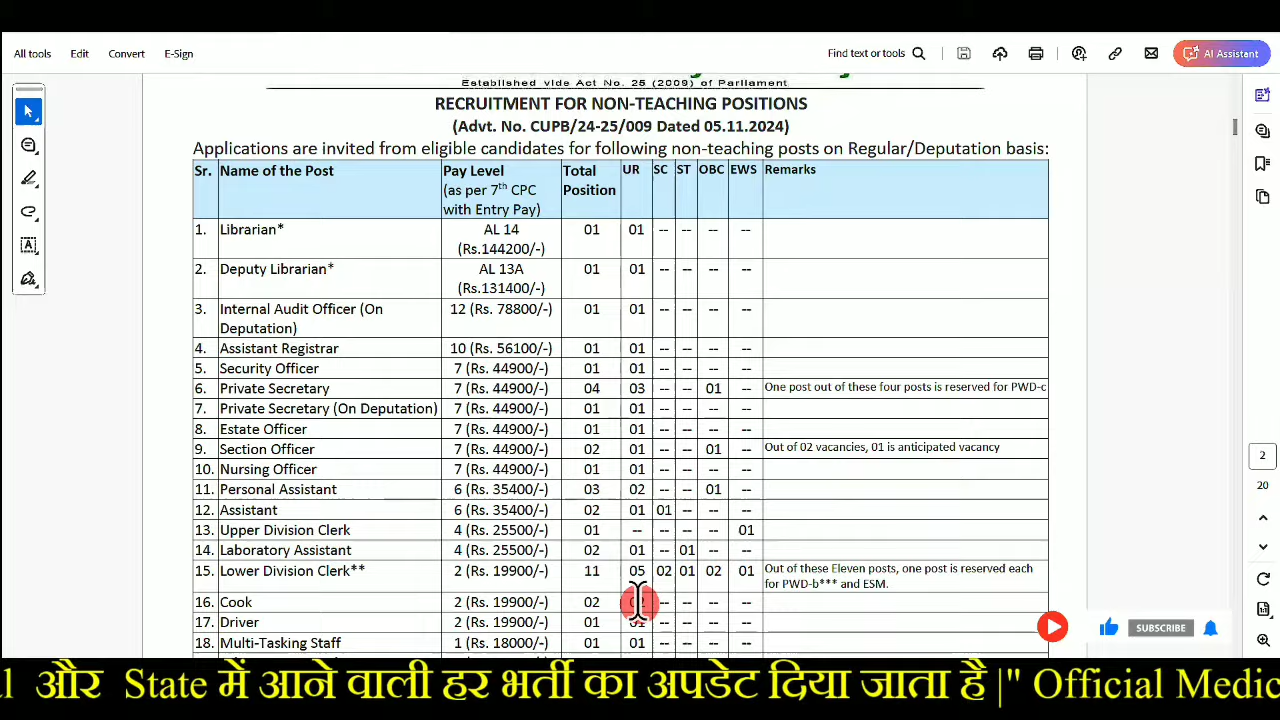 All tools Edit Convert E-Sign Find text or tools AI Assistant
Established vide Act No. 25 (2009) of Parliament
RECRUITMENT FOR NON-TEACHING POSITIONS
(Advt. No. CUPB/24-25/009 Dated 05.11.2024)
Applications are invited from eligible candidates for following non-teaching posts on Regular/Deputation basis:
Sr. Name of the Post Pay Level (as per 7th CPC with Entry Pay) Total Position UR SC ST OBC EWS Remarks
1. Librarian* AL 14 (Rs.144200/-) 01 01 -- -- -- --
2. Deputy Librarian* AL 13A (Rs.131400/-) 01 01 -- -- -- --
3. Internal Audit Officer (On Deputation) 12 (Rs. 78800/-) 01 01 -- -- -- --
4. Assistant Registrar 10 (Rs. 56100/-) 01 01 -- -- -- --
5. Security Officer 7 (Rs. 44900/-) 01 01 -- -- -- --
6. Private Secretary 7 (Rs. 44900/-) 04 03 -- -- 01 -- One post out of these four posts is reserved for PWD-c
7. Private Secretary (On Deputation) 7 (Rs. 44900/-) 01 01 -- -- -- --
8. Estate Officer 7 (Rs. 44900/-) 01 01 -- -- -- --
9. Section Officer 7 (Rs. 44900/-) 02 01 -- -- 01 -- Out of 02 vacancies, 01 is anticipated vacancy
10. Nursing Officer 7 (Rs. 44900/-) 01 01 -- -- -- --
11. Personal Assistant 6 (Rs. 35400/-) 03 02 -- -- 01 --
12. Assistant 6 (Rs. 35400/-) 02 01 01 -- -- --
13. Upper Division Clerk 4 (Rs. 25500/-) 01 -- -- -- -- 01
14. Laboratory Assistant 4 (Rs. 25500/-) 02 01 -- 01 -- --
15. Lower Division Clerk** 2 (Rs. 19900/-) 11 05 02 01 02 01 Out of these Eleven posts, one post is reserved each for PWD-b*** and ESM.
16. Cook 2 (Rs. 19900/-) 02 -- -- -- --
17. Driver 2 (Rs. 19900/-) 01 01 -- -- -- --
18. Multi-Tasking Staff 1 (Rs. 18000/-) 01 01 -- -- -- --
2
20
SUBSCRIBE
और State में आने वाली हर भर्ती का अपडेट दिया जाता है |" Official Medic